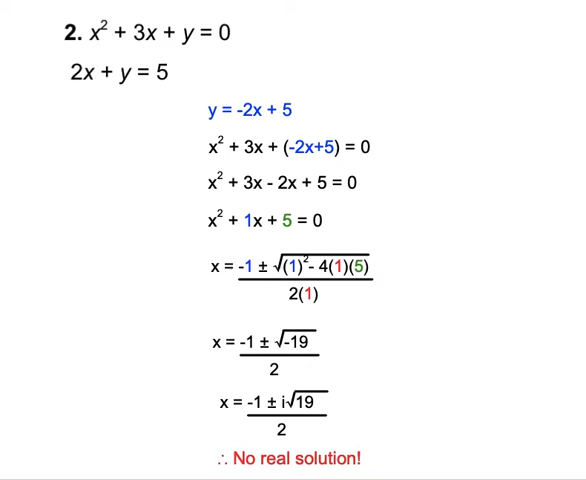 2. x² + 3x + y = 0
2x + y = 5
y = -2x + 5
x² + 3x + (-2x+5) = 0
x² + 3x - 2x + 5 = 0
x² + 1x + 5 = 0
x = -1 ± √(1)² - 4(1)(5)
2(1)
x = -1 ± √-19
2
x = -1 ± i√19
2
∴ No real solution!